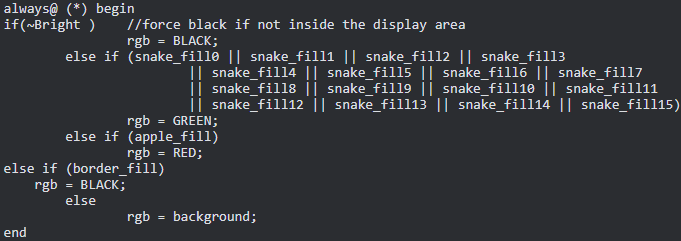 always@ (*) begin
if(~Bright )    //force black if not inside the display area
                rgb = BLACK;
        else if (snake_fill0 || snake_fill1 || snake_fill2 || snake_fill3
                        || snake_fill4 || snake_fill5 || snake_fill6 || snake_fill7
                        || snake_fill8 || snake_fill9 || snake_fill10 || snake_fill11
                        || snake_fill12 || snake_fill13 || snake_fill14 || snake_fill15)
                rgb = GREEN;
        else if (apple_fill)
                rgb = RED;
else if (border_fill)
    rgb = BLACK;
        else
                rgb = background;
end